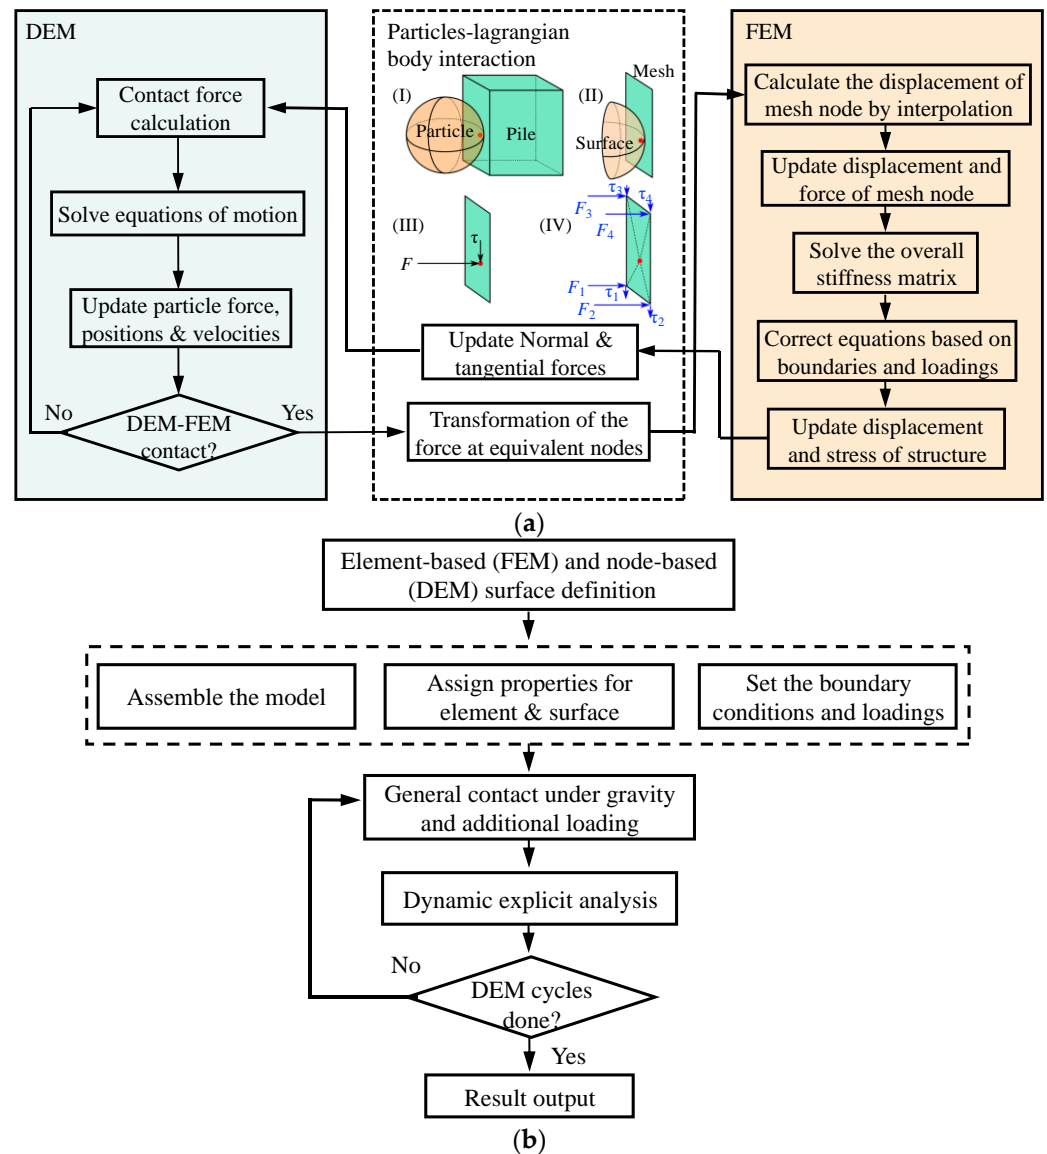 DEM
Contact force
calculation
Solve equations of motion
Update particle force,
positions & velocities
No
DEM-FEM
contact?
Yes
Particles-lagrangian
body interaction
(I)
Particle
Pile
(II)
Mesh
Surface
(III)
τ
F
(IV)
τ3
τ4
F3
F4
F1
τ1
F2
τ2
Update Normal &
tangential forces
Transformation of the
force at equivalent nodes
FEM
Calculate the displacement of
mesh node by interpolation
Update displacement and
force of mesh node
Solve the overall
stiffness matrix
Correct equations based on
boundaries and loadings
Update displacement
and stress of structure
(a)
Element-based (FEM) and node-based
(DEM) surface definition
Assemble the model
Assign properties for
element & surface
Set the boundary
conditions and loadings
General contact under gravity
and additional loading
Dynamic explicit analysis
No
DEM cycles
done?
Yes
Result output
(b)